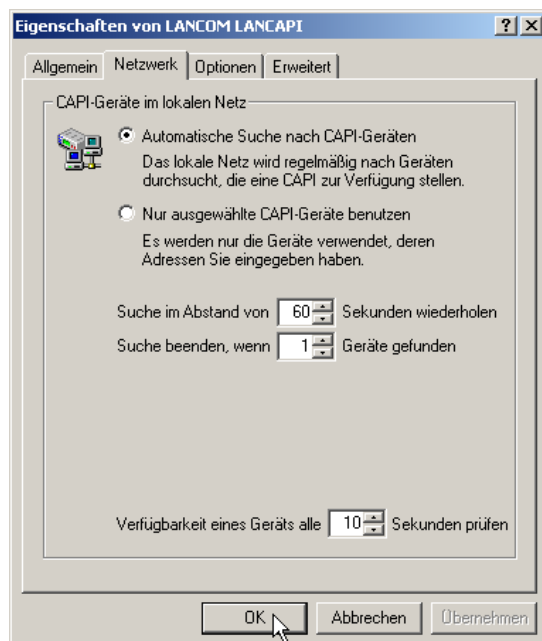 Eigenschaften von LANCOM LANCAPI
Allgemein Netzwerk Optionen Erweitert
CAPI-Geräte im lokalen Netz
Automatische Suche nach CAPI-Geräten
Das lokale Netz wird regelmäßig nach Geräten
durchsucht, die eine CAPI zur Verfügung stellen.
Nur ausgewählte CAPI-Geräte benutzen
Es werden nur die Geräte verwendet, deren
Adressen Sie eingegeben haben.
Suche im Abstand von 60 Sekunden wiederholen
Suche beenden, wenn 1 Geräte gefunden
Verfügbarkeit eines Geräts alle 10 Sekunden prüfen
OK Abbrechen Übernehmen